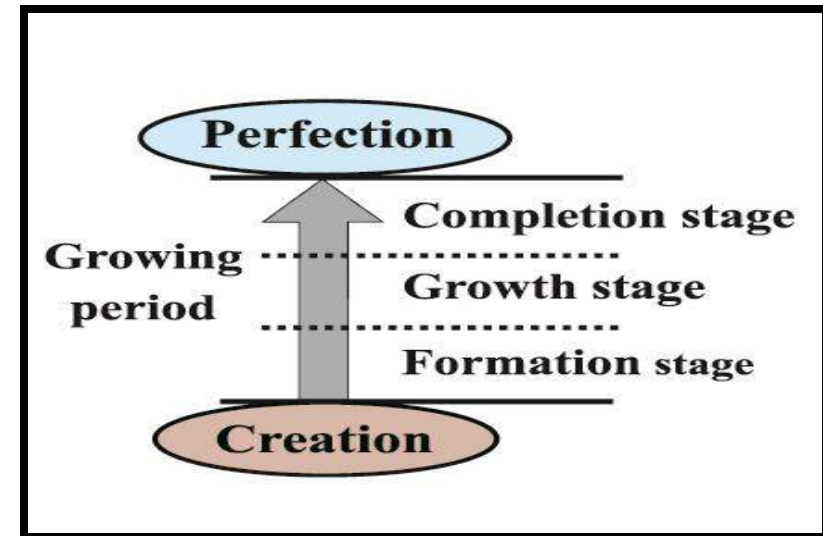 Perfection
Completion stage
Growing
period
Growth stage
Formation stage
Creation